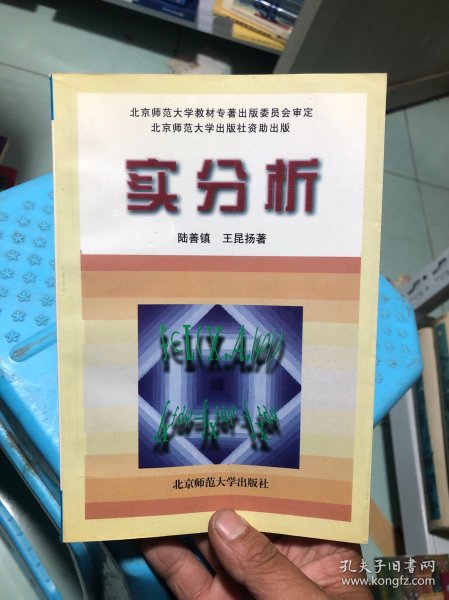 北京师范大学教材专著出版委员会审定
北京师范大学出版社资助出版
实分析
陆善镇 王昆扬著
北京师范大学出版社
孔夫子旧书网
www.kongfz.com